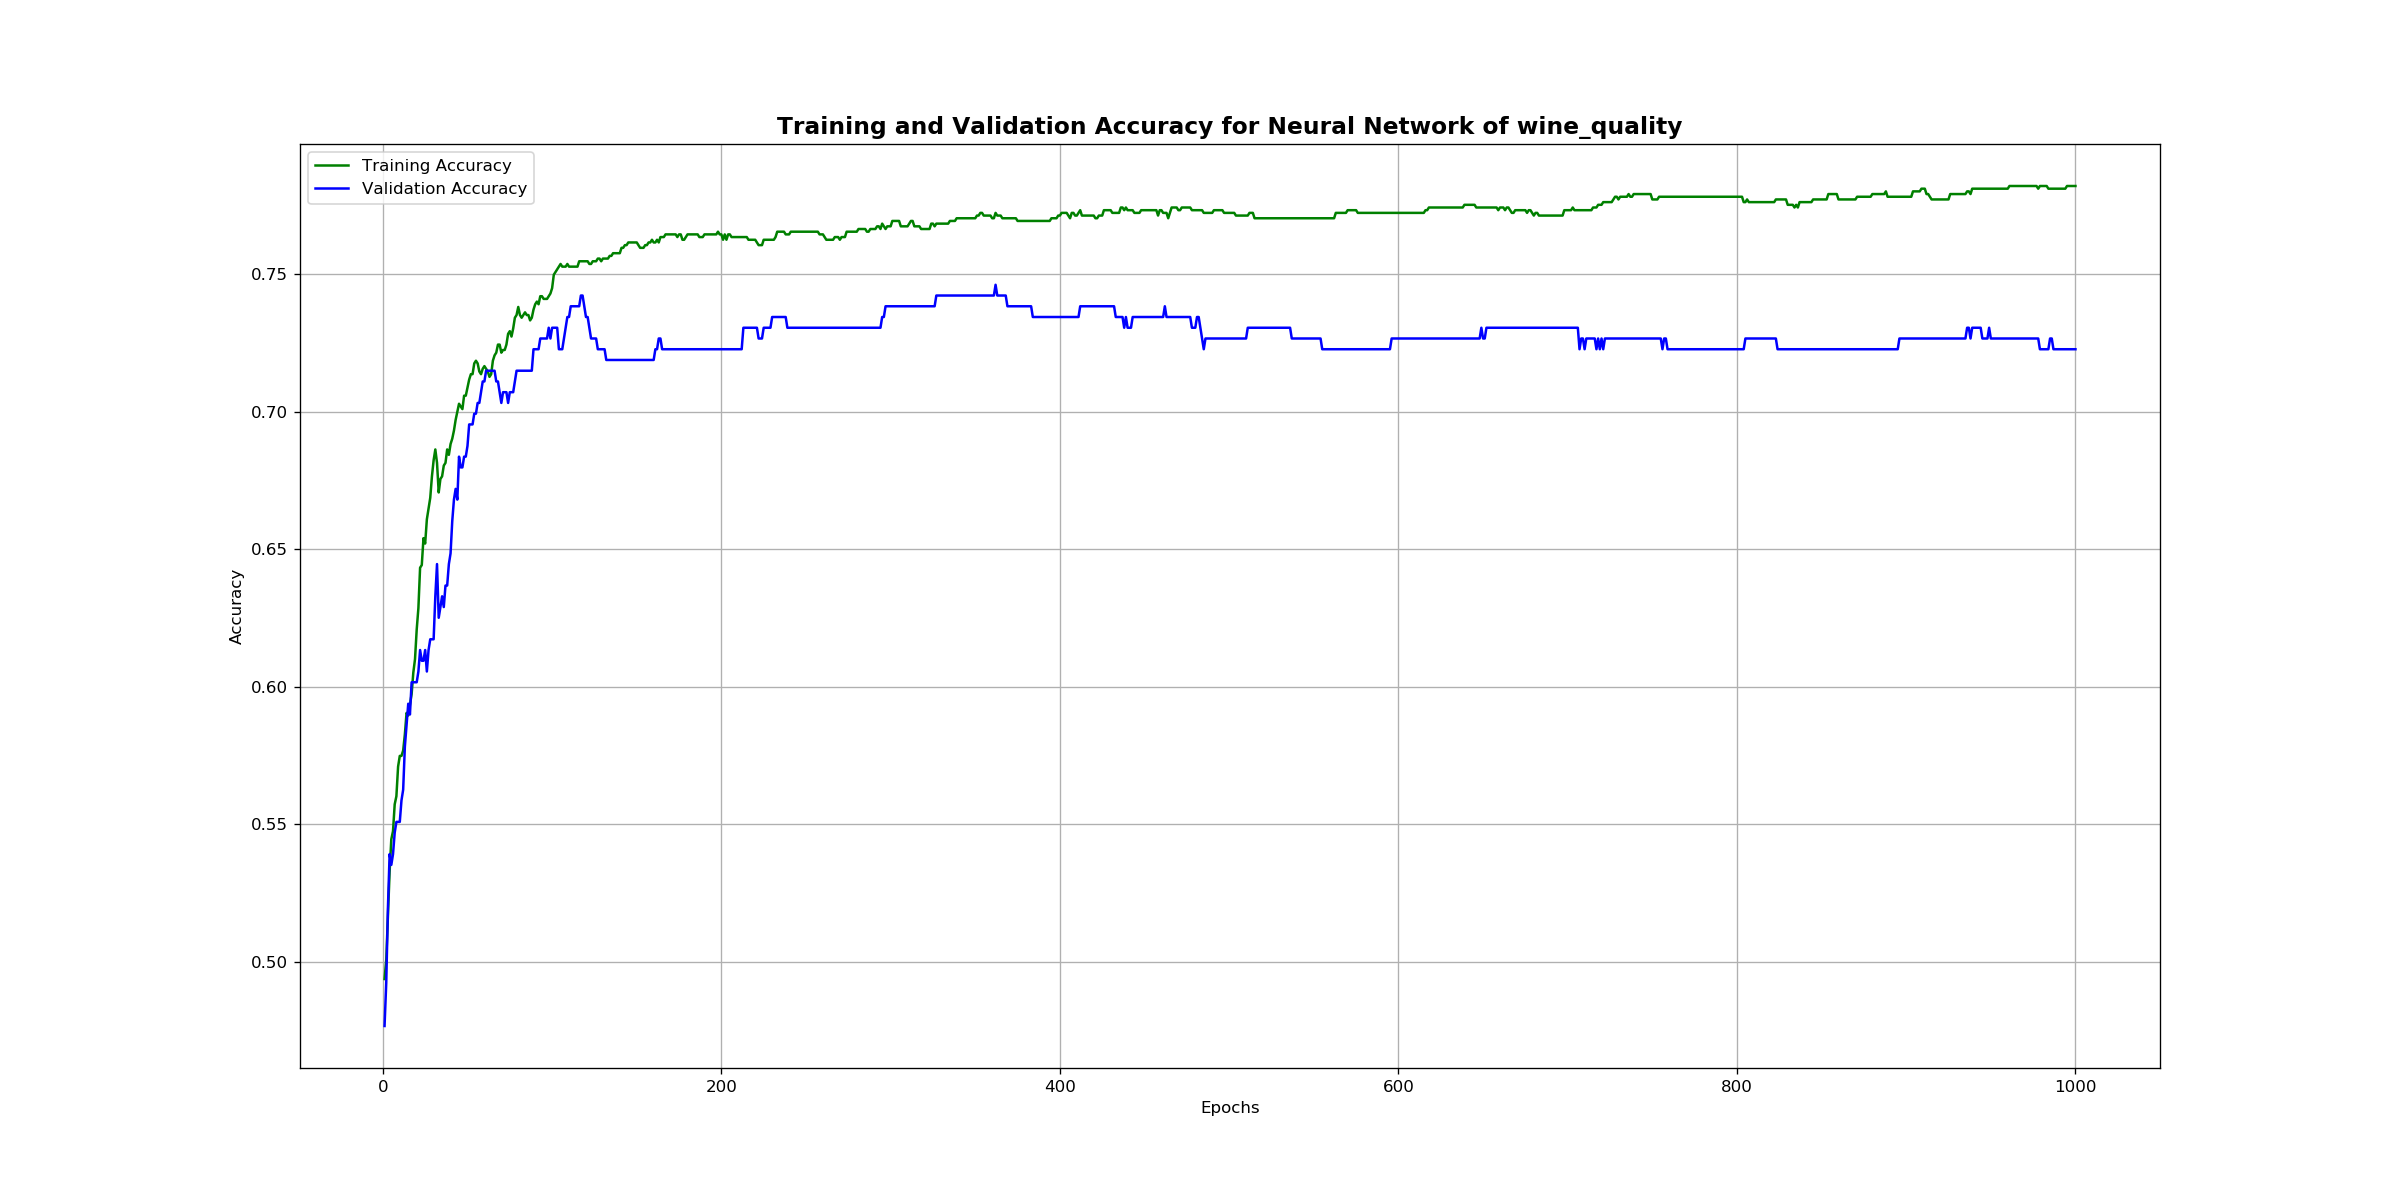 Training and Validation Accuracy for Neural Network of wine_quality
Training Accuracy
Validation Accuracy
0.75
0.70
0.65
0.60
0.55
0.50
Accuracy
0 200 400 600 800 1000
Epochs